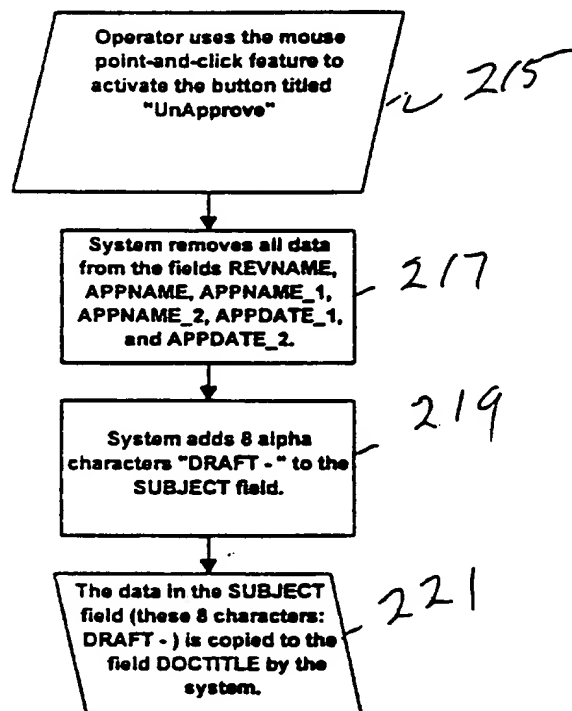 Operator uses the mouse
point-and-click feature to
activate the button titled
"UnApprove"
215
System removes all data
from the fields REVNAME,
APPNAME, APPNAME_1,
APPNAME_2, APPDATE_1,
and APPDATE_2.
217
System adds 8 alpha
characters "DRAFT - " to the
SUBJECT field.
219
The data in the SUBJECT
field (these 8 characters:
DRAFT - ) is copied to the
field DOCTITLE by the
system.
221